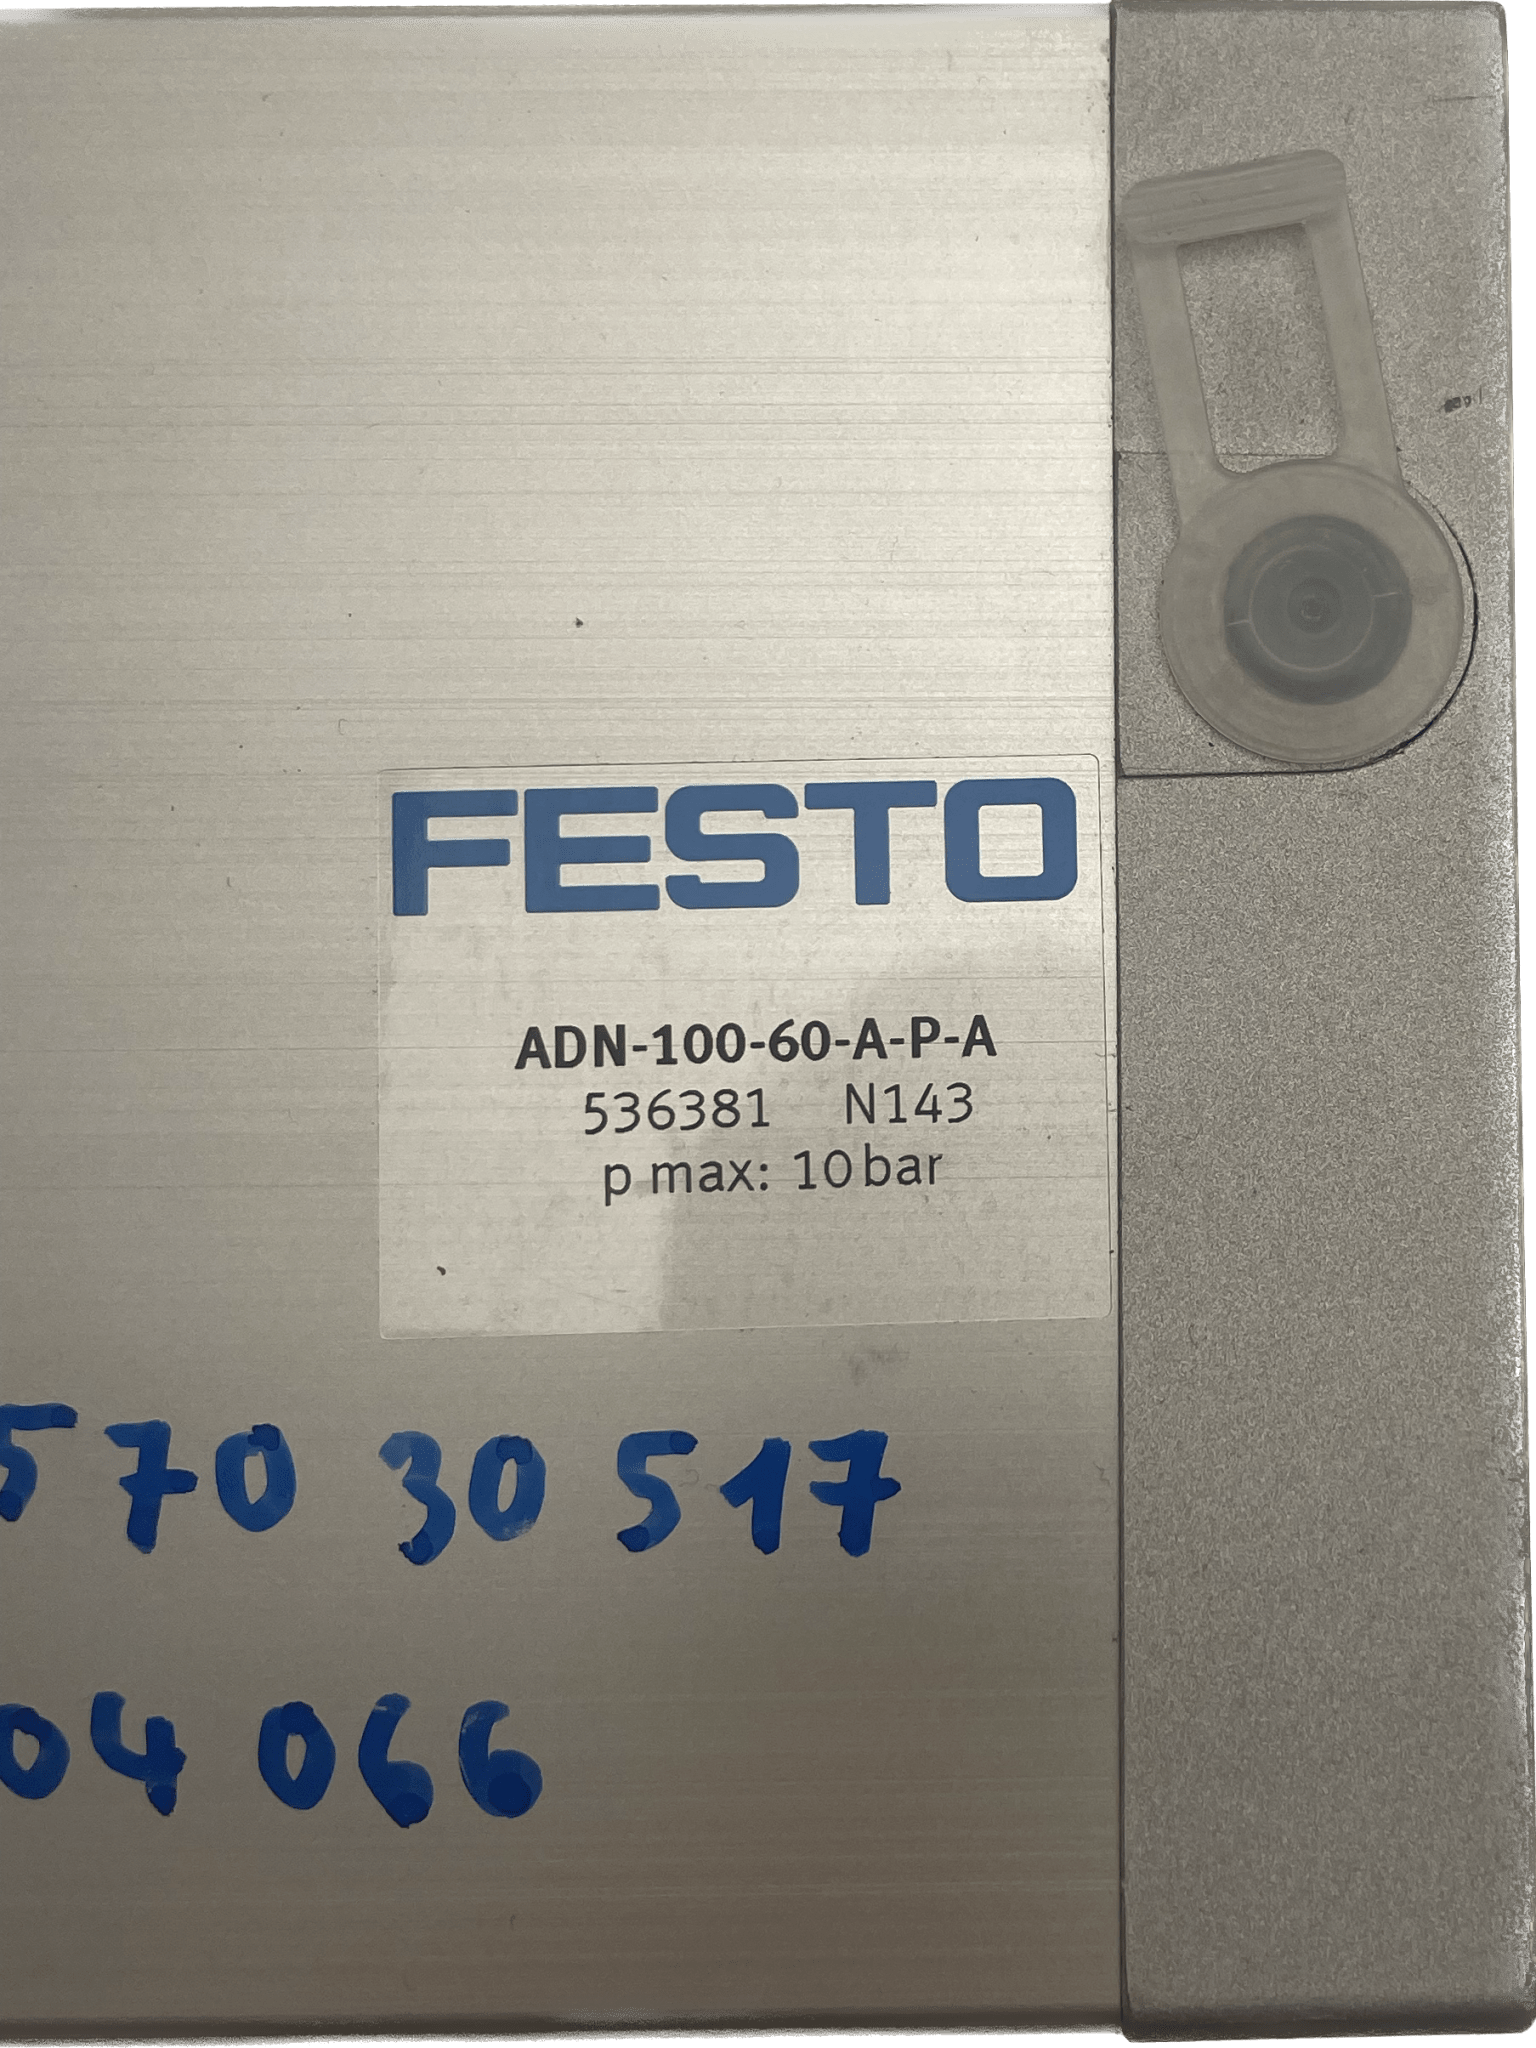 FESTO
ADN-100-60-A-P-A
536381 N143
p max: 10 bar
570 30 517
04 066